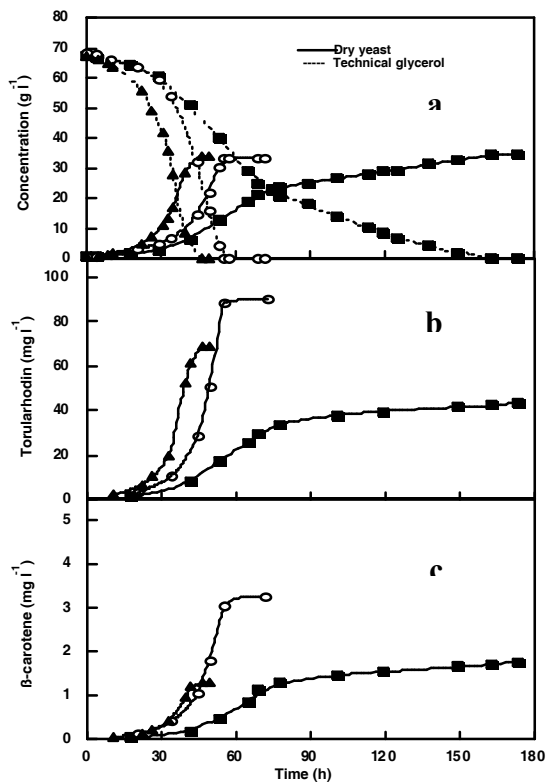 80
70
60
50
40
30
20
10
0
Concentration (g l⁻¹)
Dry yeast
Technical glycerol
a
100
80
60
40
20
0
Torularhodin (mg l⁻¹)
b
5
4
3
2
1
0
ß-carotene (mg l⁻¹)
c
0 30 60 90 120 150 180
Time (h)